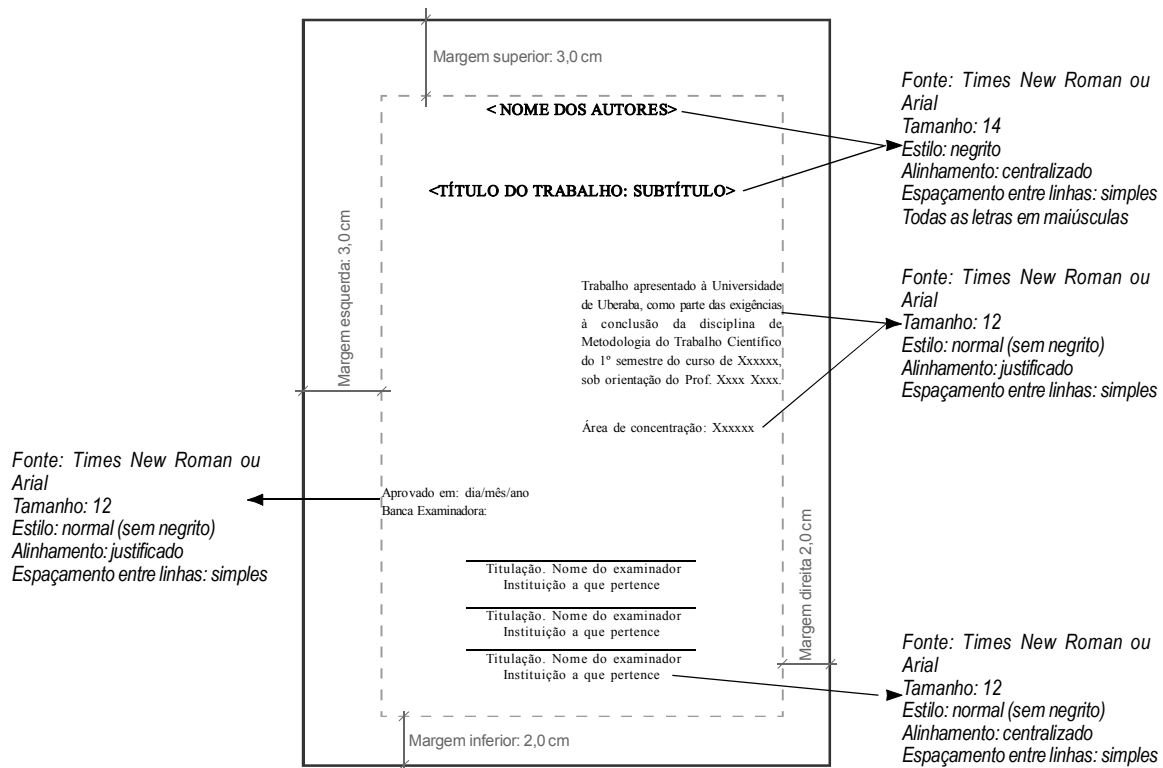 Margem superior: 3,0 cm
< NOME DOS AUTORES>
Fonte: Times New Roman ou
Arial
Tamanho: 14
Estilo: negrito
Alinhamento: centralizado
Espaçamento entre linhas: simples
Todas as letras em maiúsculas
<TÍTULO DO TRABALHO: SUBTÍTULO>
Margem esquerda: 3,0 cm
Trabalho apresentado à Universidade
de Uberaba, como parte das exigências
à conclusão da disciplina de
Metodologia do Trabalho Científico
do 1º semestre do curso de Xxxxxx,
sob orientação do Prof. Xxxx Xxxx.
Área de concentração: Xxxxxx
Fonte: Times New Roman ou
Arial
Tamanho: 12
Estilo: normal (sem negrito)
Alinhamento: justificado
Espaçamento entre linhas: simples
Fonte: Times New Roman ou
Arial
Tamanho: 12
Estilo: normal (sem negrito)
Alinhamento: justificado
Espaçamento entre linhas: simples
Aprovado em: dia/mês/ano
Banca Examinadora:
Titulação. Nome do examinador
Instituição a que pertence
Titulação. Nome do examinador
Instituição a que pertence
Titulação. Nome do examinador
Instituição a que pertence
Margem direita 2,0 cm
Fonte: Times New Roman ou
Arial
Tamanho: 12
Estilo: normal (sem negrito)
Alinhamento: centralizado
Espaçamento entre linhas: simples
Margem inferior: 2,0 cm